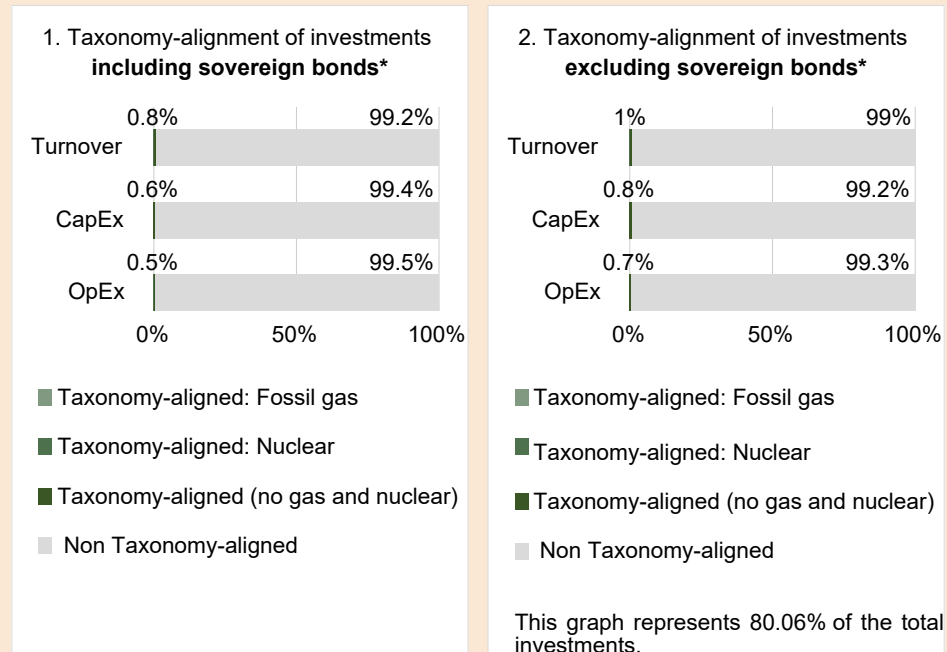 1. Taxonomy-alignment of investments
including sovereign bonds*
0.8% 99.2%
Turnover
0.6% 99.4%
CapEx
0.5% 99.5%
OpEx
0% 50% 100%
Taxonomy-aligned: Fossil gas
Taxonomy-aligned: Nuclear
Taxonomy-aligned (no gas and nuclear)
Non Taxonomy-aligned
2. Taxonomy-alignment of investments
excluding sovereign bonds*
1% 99%
Turnover
0.8% 99.2%
CapEx
0.7% 99.3%
OpEx
0% 50% 100%
Taxonomy-aligned: Fossil gas
Taxonomy-aligned: Nuclear
Taxonomy-aligned (no gas and nuclear)
Non Taxonomy-aligned
This graph represents 80.06% of the total
investments.